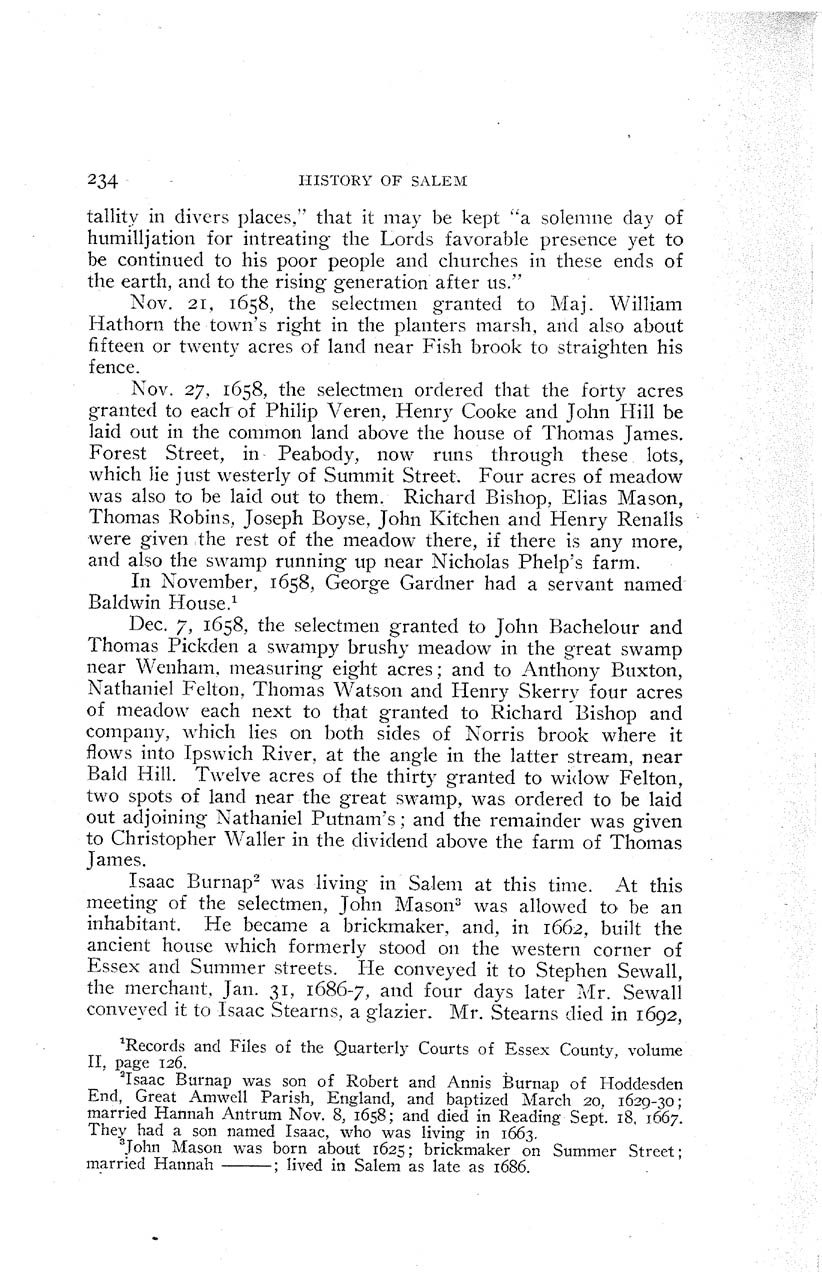 234 HISTORY OF SALEM
tallity in divers places," that it may be kept "a solemne day of
humilljation for intreating the Lords favorable presence yet to
be continued to his poor people and churches in these ends of
the earth, and to the rising generation after us."
Nov. 21, 1658, the selectmen granted to Maj. William
Hathorn the town's right in the planters marsh, and also about
fifteen or twenty acres of land near Fish brook to straighten his
fence.
Nov. 27, 1658, the selectmen ordered that the forty acres
granted to each of Philip Veren, Henry Cooke and John Hill be
laid out in the common land above the house of Thomas James.
Forest Street, in Peabody, now runs through these lots,
which lie just westerly of Summit Street. Four acres of meadow
was also to be laid out to them. Richard Bishop, Elias Mason,
Thomas Robins, Joseph Boyse, John Kitchen and Henry Renalls
were given the rest of the meadow there, if there is any more,
and also the swamp running up near Nicholas Phelp's farm.
In November, 1658, George Gardner had a servant named
Baldwin House.¹
Dec. 7, 1658, the selectmen granted to John Bachelour and
Thomas Pickden a swampy brushy meadow in the great swamp
near Wenham, measuring eight acres; and to Anthony Buxton,
Nathaniel Felton, Thomas Watson and Henry Skerry four acres
of meadow each next to that granted to Richard Bishop and
company, which lies on both sides of Norris brook where it
flows into Ipswich River, at the angle in the latter stream, near
Bald Hill. Twelve acres of the thirty granted to widow Felton,
two spots of land near the great swamp, was ordered to be laid
out adjoining Nathaniel Putnam's; and the remainder was given
to Christopher Waller in the dividend above the farm of Thomas
James.
Isaac Burnap² was living in Salem at this time. At this
meeting of the selectmen, John Mason³ was allowed to be an
inhabitant. He became a brickmaker, and, in 1662, built the
ancient house which formerly stood on the western corner of
Essex and Summer streets. He conveyed it to Stephen Sewall,
the merchant, Jan. 31, 1686-7, and four days later Mr. Sewall
conveyed it to Isaac Stearns, a glazier. Mr. Stearns died in 1692,
¹Records and Files of the Quarterly Courts of Essex County, volume
II, page 126.
²Isaac Burnap was son of Robert and Annis Burnap of Hoddesden
End, Great Amwell Parish, England, and baptized March 20, 1629-30;
married Hannah Antrum Nov. 8, 1658; and died in Reading Sept. 18, 1667.
They had a son named Isaac, who was living in 1663.
³John Mason was born about 1625; brickmaker on Summer Street;
married Hannah ———; lived in Salem as late as 1686.